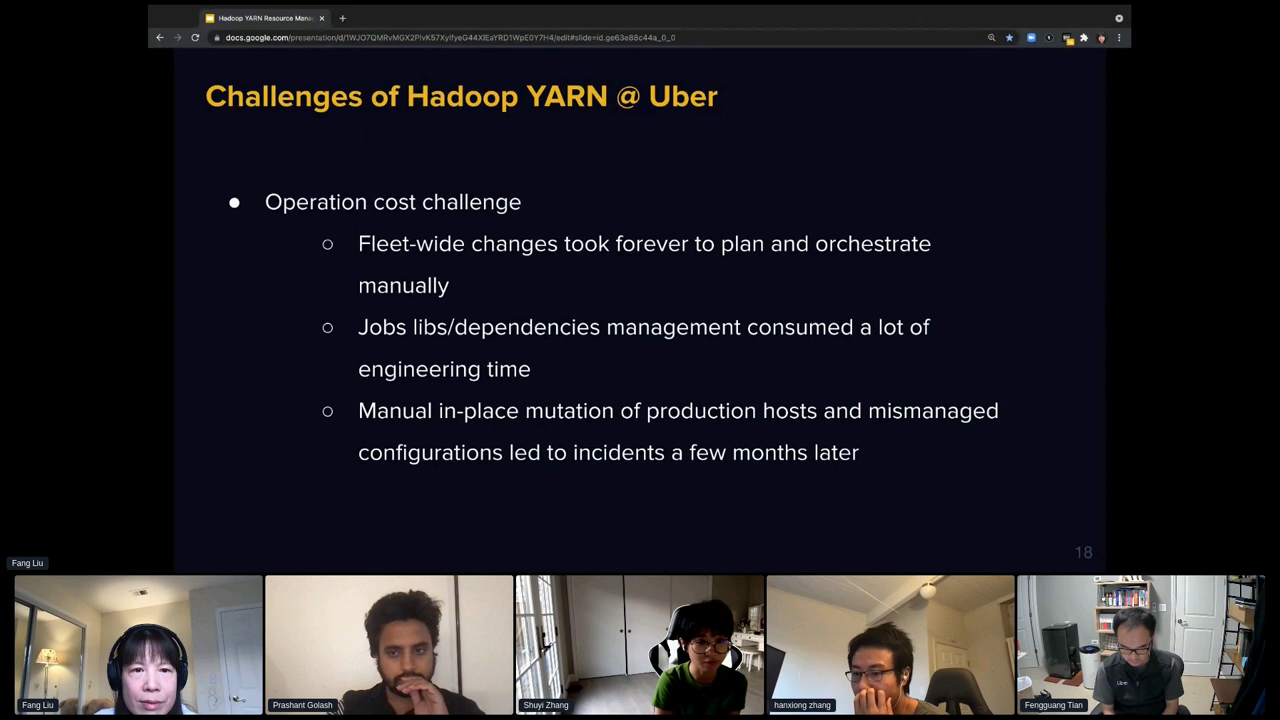 Hadoop YARN Resource Mana
docs.google.com/presentation/d/1WJO7QMRvMGX2PlvK57XylfyeG44XIEaYRD1WpE0Y7H4/edit#slide=id.ge63e88c44a_0_0
Challenges of Hadoop YARN @ Uber
● Operation cost challenge
○ Fleet-wide changes took forever to plan and orchestrate
manually
○ Jobs libs/dependencies management consumed a lot of
engineering time
○ Manual in-place mutation of production hosts and mismanaged
configurations led to incidents a few months later
18
Fang Liu
Fang Liu
Prashant Golash
Shuyi Zhang
hanxiong zhang
Fengguang Tian
Uber